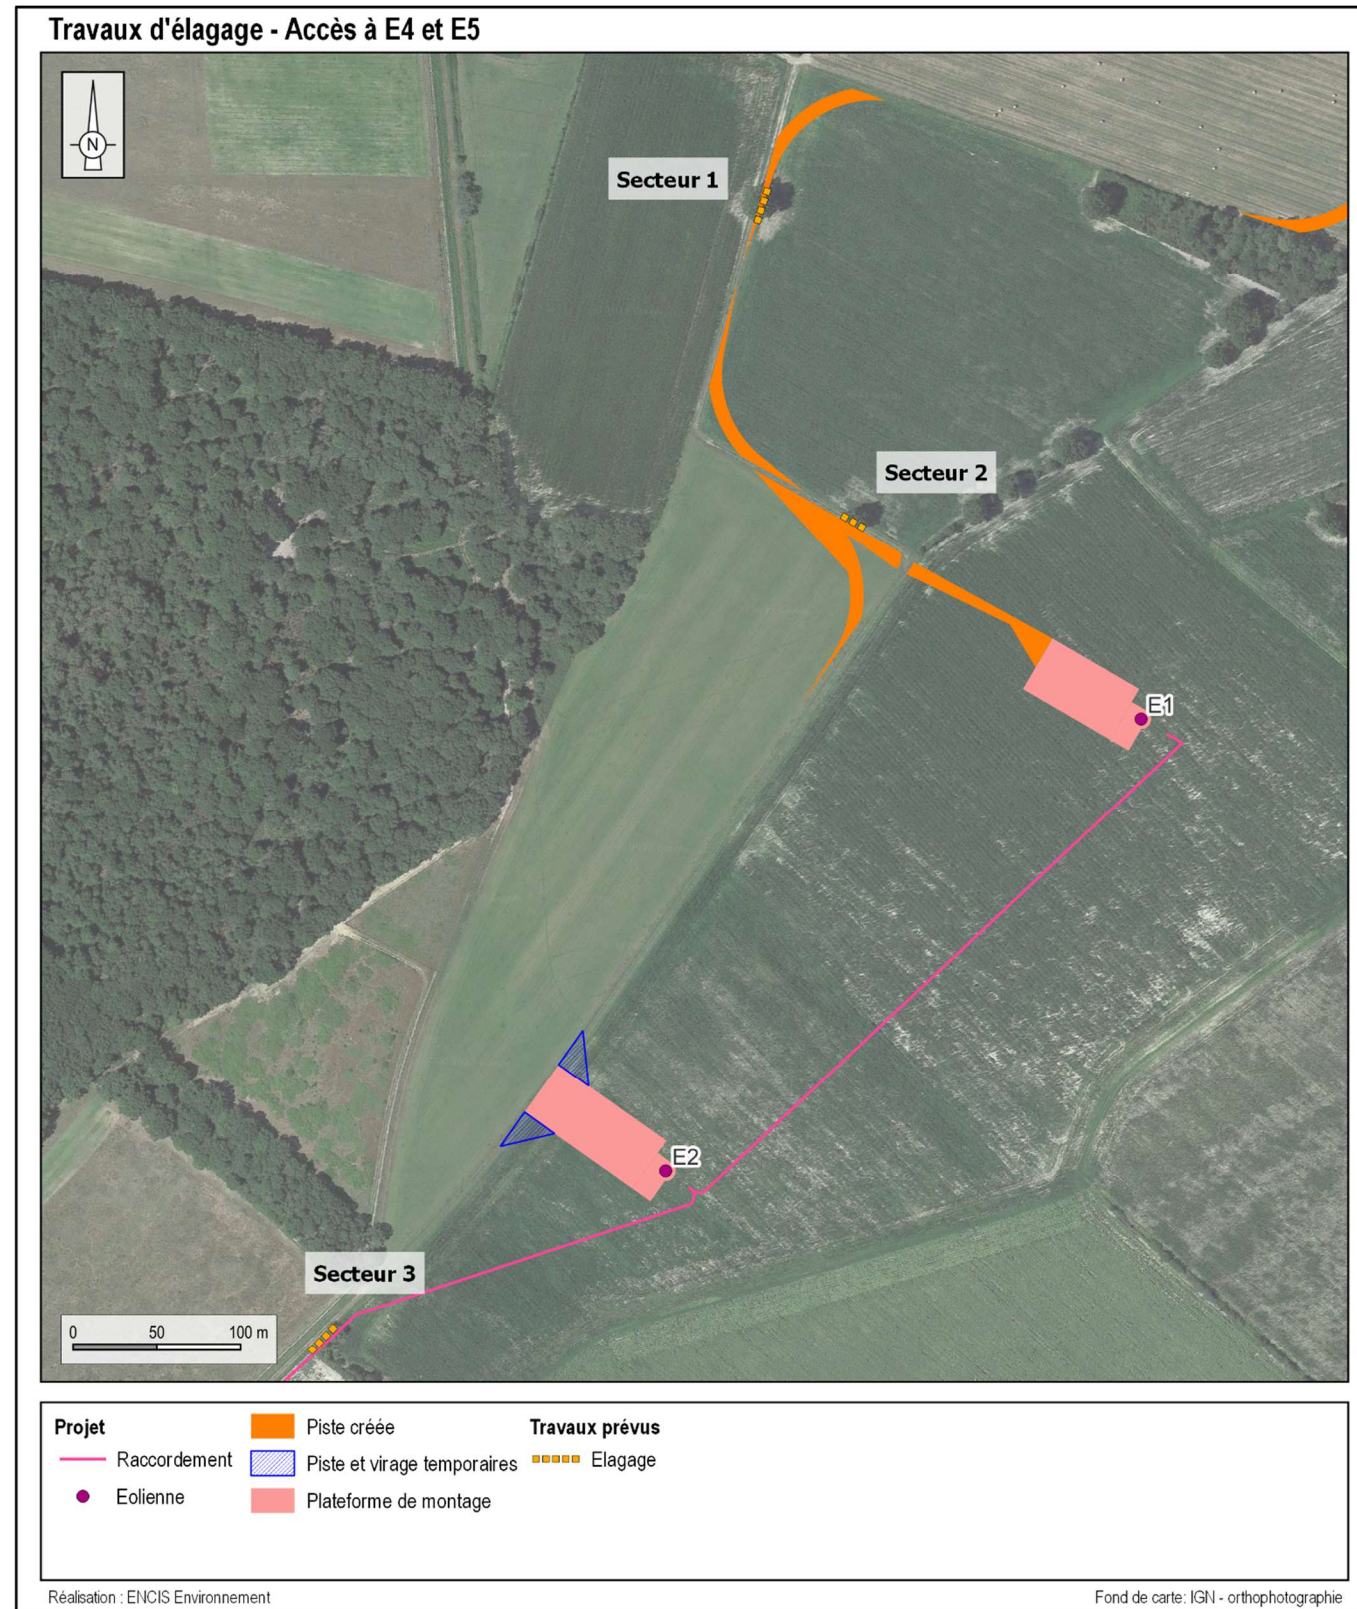 Travaux d'élagage - Accès à E4 et E5
N
Secteur 1
Secteur 2
E1
E2
Secteur 3
0 50 100 m
Projet
Raccordement
Eolienne
Piste créée
Piste et virage temporaires
Plateforme de montage
Travaux prévus
Elagage
Réalisation : ENCIS Environnement
Fond de carte: IGN - orthophotographie